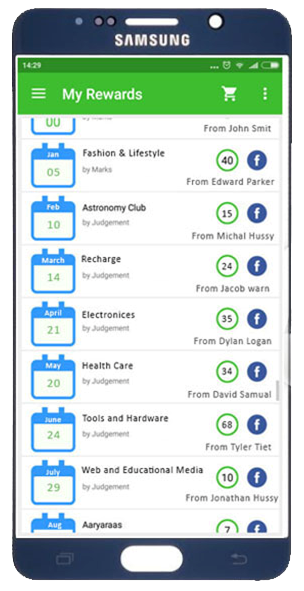 SAMSUNG
14:29
My Rewards
00
From John Smit
Jan
05
Fashion & Lifestyle
by Marks
40
From Edward Parker
Feb
10
Astronomy Club
by Judgement
15
From Michal Hussy
March
14
Recharge
by Judgement
24
From Jacob warn
April
21
Electronices
by Judgement
35
From Dylan Logan
May
20
Health Care
by Judgement
34
From David Samual
June
24
Tools and Hardware
by Judgement
68
From Tyler Tiet
July
29
Web and Educational Media
by Judgement
10
From Jonathan Hussy
Aug
Aaryaraas
7